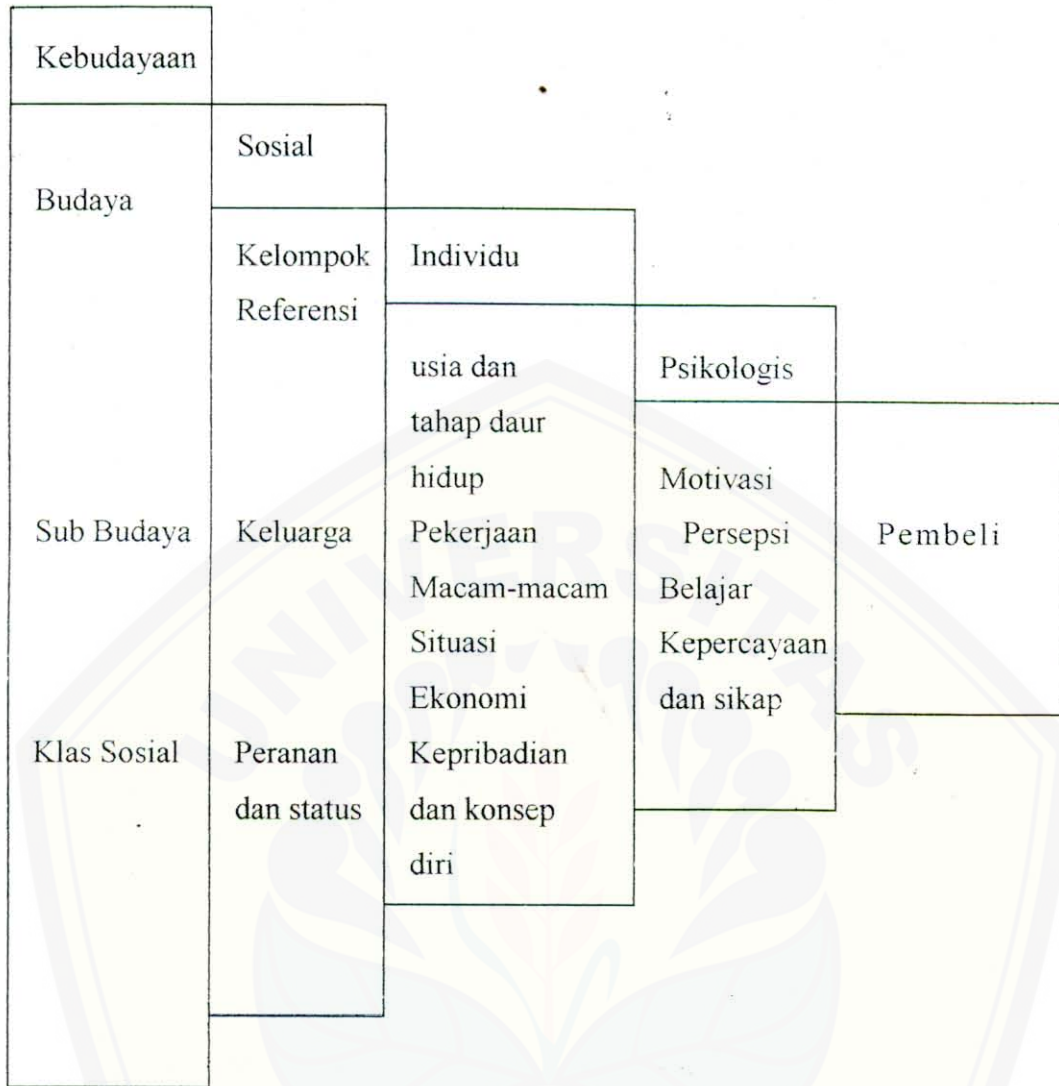 Kebudayaan
Budaya
Sub Budaya
Klas Sosial
Sosial
Kelompok
Referensi
Keluarga
Peranan
dan status
Individu
usia dan
tahap daur
hidup
Pekerjaan
Macam-macam
Situasi
Ekonomi
Kepribadian
dan konsep
diri
Psikologis
Motivasi
Persepsi
Belajar
Kepercayaan
dan sikap
Pembeli
UNIVERSITAS